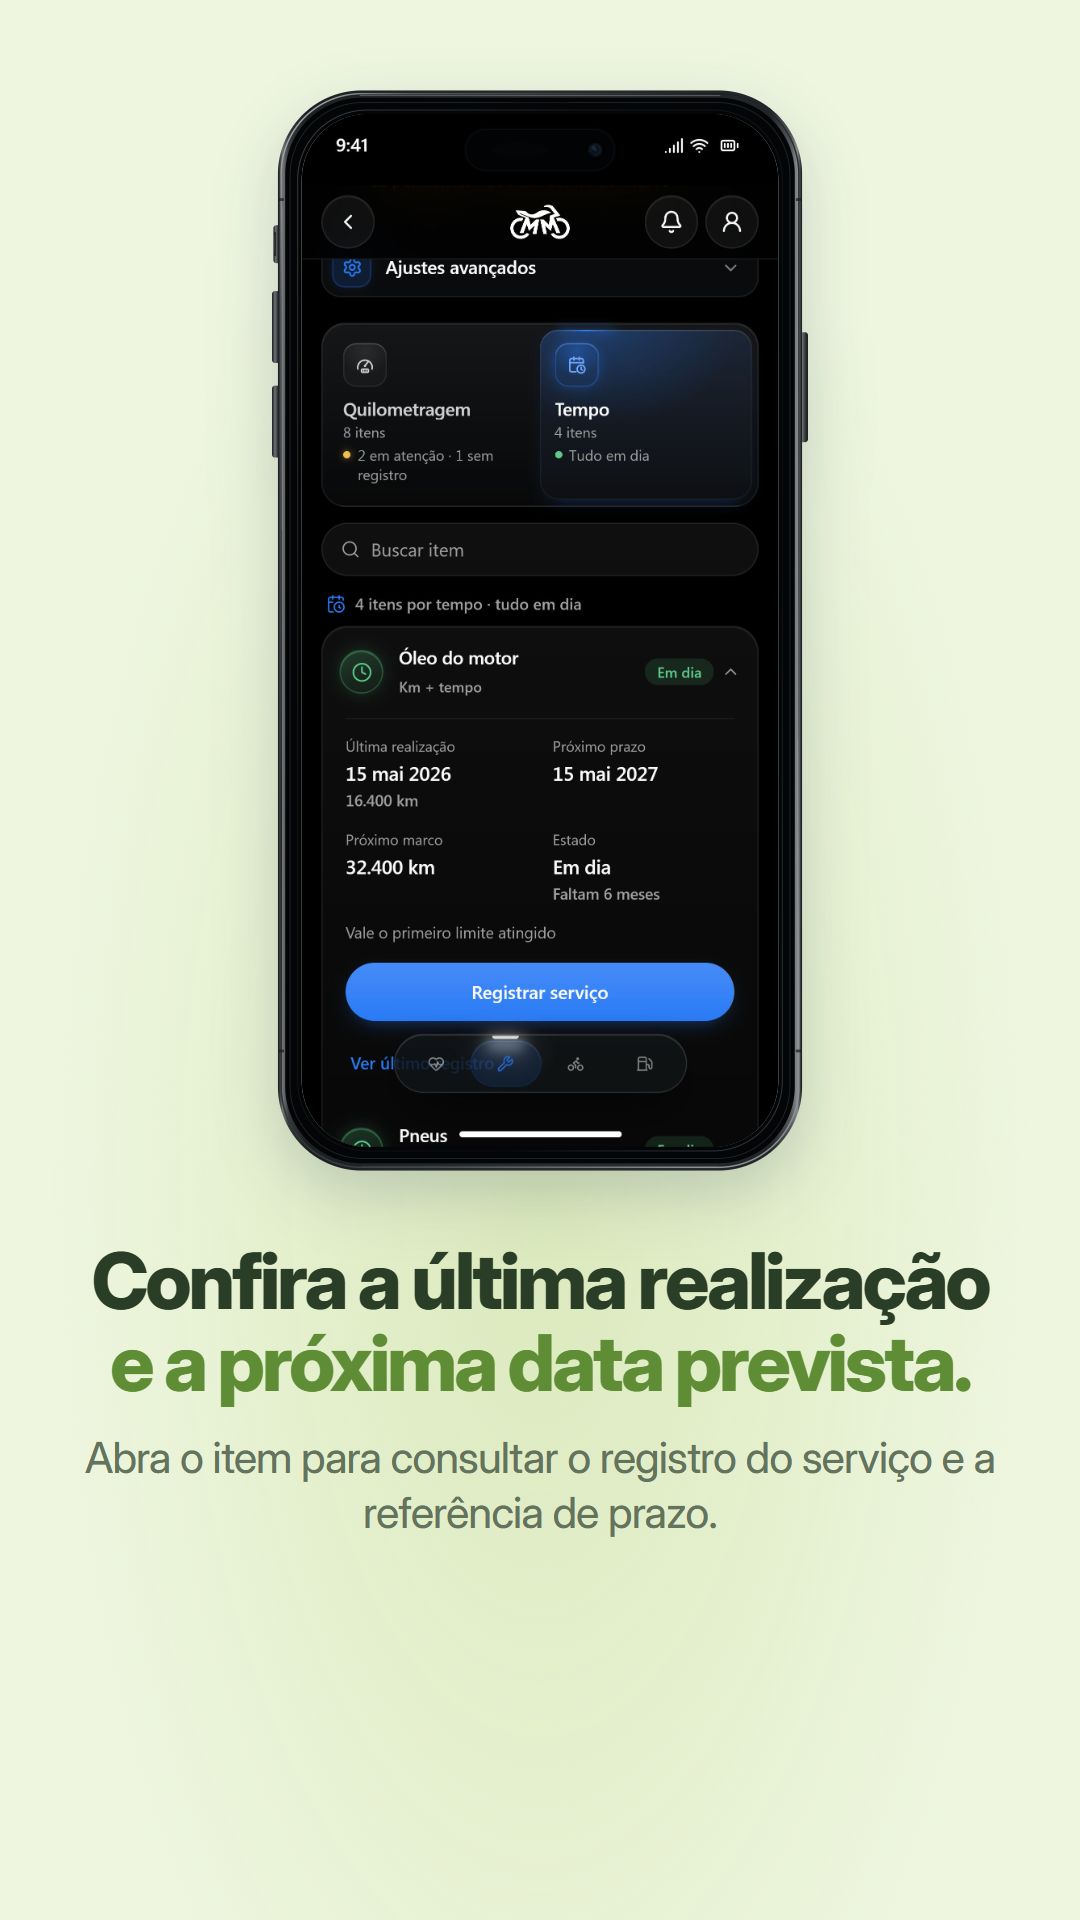 9:41
MM
Ajustes avançados
Quilometragem
8 itens
2 em atenção · 1 sem
registro
Tempo
4 itens
Tudo em dia
Buscar item
4 itens por tempo · tudo em dia
Óleo do motor
Km + tempo
Em dia
Última realização
15 mai 2026
16.400 km
Próximo prazo
15 mai 2027
Próximo marco
32.400 km
Estado
Em dia
Faltam 6 meses
Vale o primeiro limite atingido
Registrar serviço
Ver último registro
Pneus
Confira a última realização
e a próxima data prevista.
Abra o item para consultar o registro do serviço e a
referência de prazo.